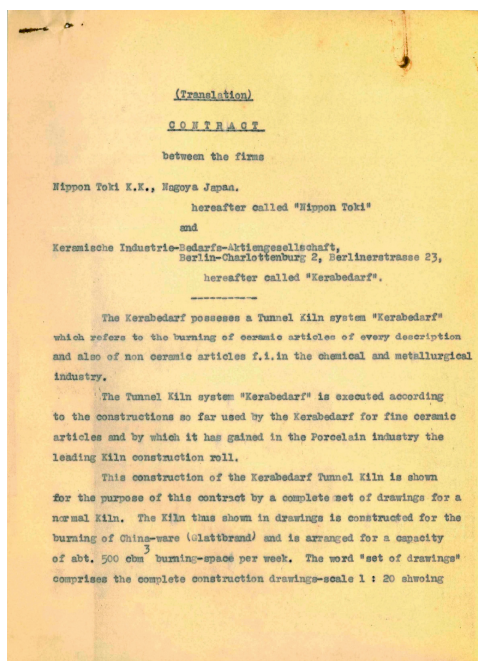 (Translation)
CONTRACT
between the firms
Nippon Toki K.K., Nagoya Japan.
hereafter called "Nippon Toki"
and
Keramische Industrie-Bedarfs-Aktiengesellschaft,
Berlin-Charlottenburg 2, Berlinerstrasse 23,
hereafter called "Kerabedarf".
The Kerabedarf posseses a Tunnel Kiln system "Kerabedarf"
which refers to the burning of ceramic articles of every description
and also of non ceramic articles f.i.in the chemical and metallurgical
industry.
The Tunnel Kiln system "Kerabedarf" is executed according
to the constructions so far used by the Kerabedarf for fine ceramic
articles and by which it has gained in the Porcelain industry the
leading Kiln construction roll.
This construction of the Kerabedarf Tunnel Kiln is shown
for the purpose of this contract by a complete set of drawings for a
normal Kiln. The Kiln thus shown in drawings is constructed for the
burning of China-ware (Glattbrand) and is arranged for a capacity
of abt. 500 cbm³ burning-space per week. The word "set of drawings"
comprises the complete construction drawings-scale 1 : 20 shwoing